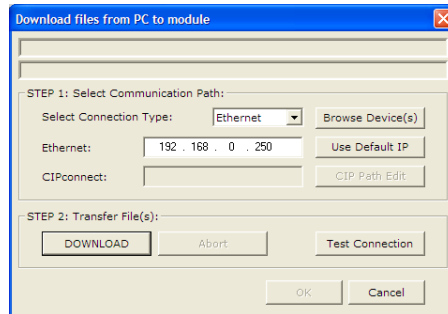 Download files from PC to module
STEP 1: Select Communication Path:
Select Connection Type: Ethernet Browse Device(s)
Ethernet: 192 . 168 . 0 . 250 Use Default IP
CIPconnect: CIP Path Edit
STEP 2: Transfer File(s):
DOWNLOAD Abort Test Connection
OK Cancel